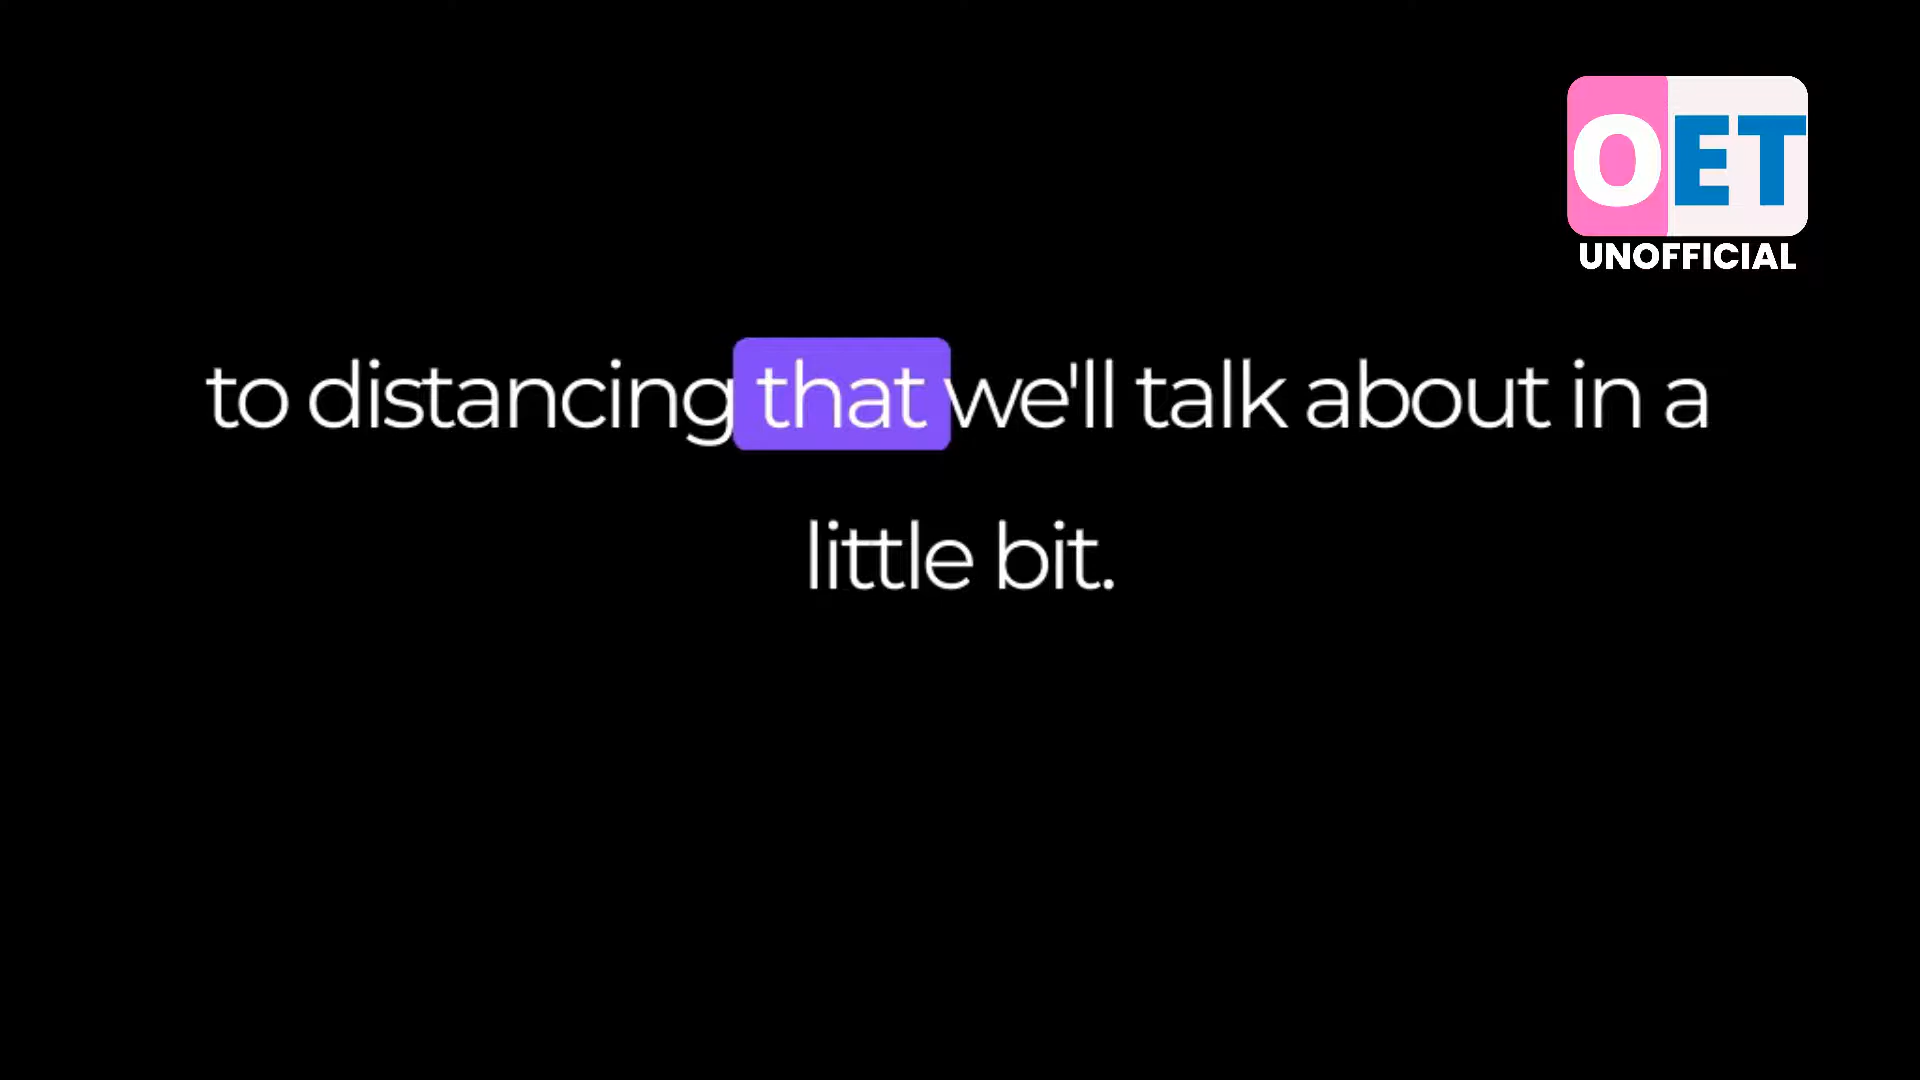 OET
UNOFFICIAL
to distancing that we'll talk about in a
little bit.